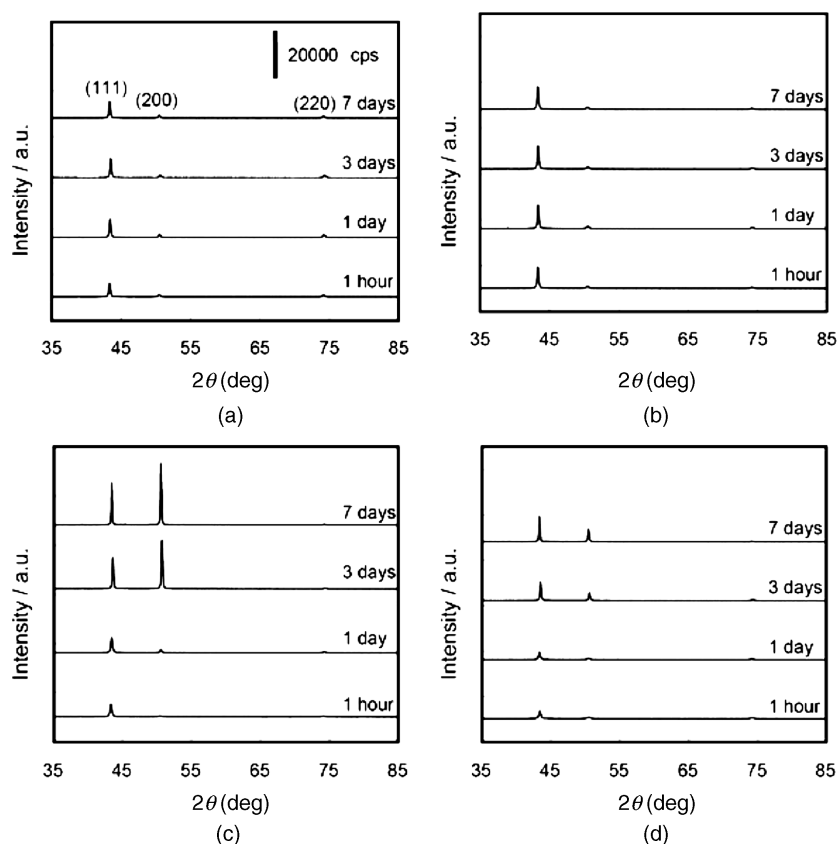 20000 cps
(111)
(200)
(220) 7 days
3 days
1 day
1 hour
Intensity / a.u.
35 45 55 65 75 85
2θ (deg)
(a)
7 days
3 days
1 day
1 hour
Intensity / a.u.
35 45 55 65 75 85
2θ (deg)
(b)
7 days
3 days
1 day
1 hour
Intensity / a.u.
35 45 55 65 75 85
2θ (deg)
(c)
7 days
3 days
1 day
1 hour
Intensity / a.u.
35 45 55 65 75 85
2θ (deg)
(d)